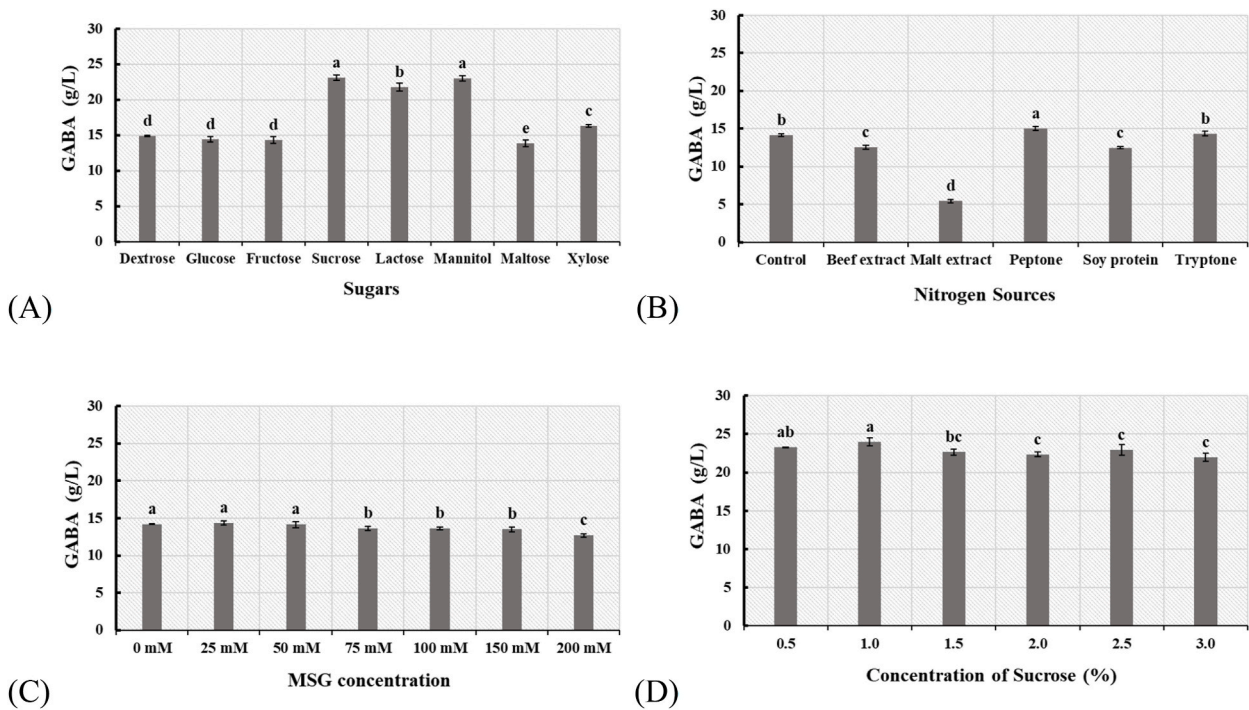 GABA (g/L)
30
25
20
15
10
5
0
d
d
d
a
b
a
e
c
Dextrose Glucose Fructose Sucrose Lactose Mannitol Maltose Xylose
Sugars
(A)
GABA (g/L)
30
25
20
15
10
5
0
b
c
d
a
c
b
Control Beef extract Malt extract Peptone Soy protein Tryptone
Nitrogen Sources
(B)
GABA (g/L)
30
25
20
15
10
5
0
a
a
a
b
b
b
c
0 mM 25 mM 50 mM 75 mM 100 mM 150 mM 200 mM
MSG concentration
(C)
GABA (g/L)
30
25
20
15
10
5
0
ab
a
bc
c
c
c
0.5 1.0 1.5 2.0 2.5 3.0
Concentration of Sucrose (%)
(D)